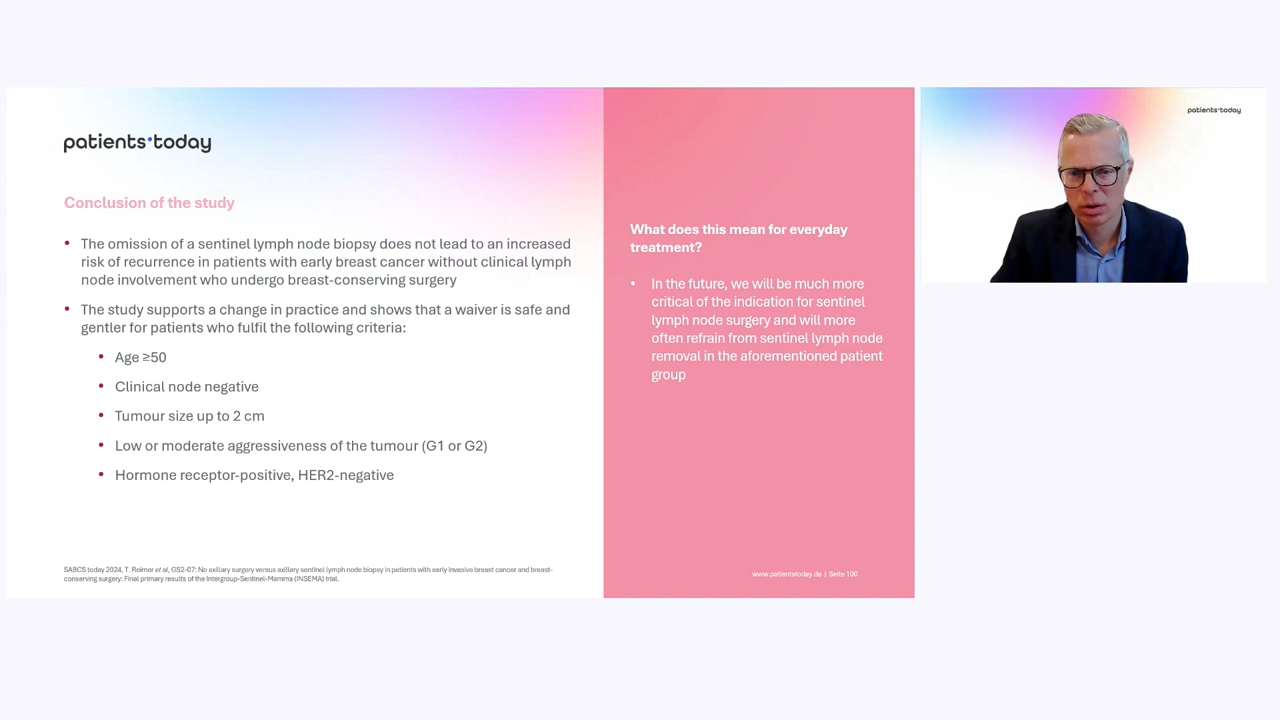 patients•today
Conclusion of the study
• The omission of a sentinel lymph node biopsy does not lead to an increased
risk of recurrence in patients with early breast cancer without clinical lymph
node involvement who undergo breast-conserving surgery
• The study supports a change in practice and shows that a waiver is safe and
gentler for patients who fulfil the following criteria:
• Age ≥50
• Clinical node negative
• Tumour size up to 2 cm
• Low or moderate aggressiveness of the tumour (G1 or G2)
• Hormone receptor-positive, HER2-negative
SABCS today 2024, T. Reimer et al, GS2-07: No axillary surgery versus axillary sentinel lymph node biopsy in patients with early invasive breast cancer and breast-
conserving surgery: Final primary results of the Intergroup-Sentinel-Mamma (INSEMA) trial.
What does this mean for everyday
treatment?
• In the future, we will be much more
critical of the indication for sentinel
lymph node surgery and will more
often refrain from sentinel lymph node
removal in the aforementioned patient
group
www.patientstoday.de | Seite 100
patients•today